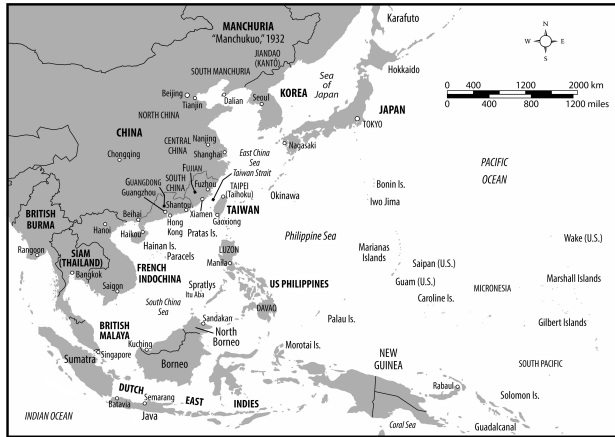 MANCHURIA
"Manchukuo," 1932
JIANDAO
(KANTŌ)
SOUTH MANCHURIA
Karafuto
N
W
E
S
Hokkaido
Sea
of
Japan
KOREA
Seoul
JAPAN
TOKYO
0 1000 2000 km
0 400 800 1200 miles
Beijing
Tianjin
Dalian
NORTH CHINA
CHINA
CENTRAL
CHINA
Nanjing
Shanghai
Chongqing
Nagasaki
East China
Sea
Taiwan Strait
PACIFIC
OCEAN
FUJIAN
SOUTH
CHINA
Fuzhou
GUANGDONG
Guangzhou
Shantou
Xiamen
TAIPEI
(Taihoku)
TAIWAN
Gaoxiong
Okinawa
Bonin Is.
Iwo Jima
BRITISH
BURMA
Beihai
Hanoi
Haikou
Hong
Kong
Pratas Is.
Hainan Is.
Paracels
Philippine Sea
Rangoon
SIAM
(THAILAND)
Bangkok
FRENCH
INDOCHINA
Saigon
LUZON
Manila
Marianas
Islands
Saipan (U.S.)
Guam (U.S.)
Wake (U.S.)
Marshall Islands
MICRONESIA
Caroline Is.
Spratlys
Itu Aba
US PHILIPPINES
South China
Sea
DAVAO
Palau Is.
Gilbert Islands
BRITISH
MALAYA
Sandakan
North
Borneo
Kuching
Singapore
Sumatra
Borneo
Morotai Is.
NEW
GUINEA
SOUTH PACIFIC
Rabaul
Solomon Is.
DUTCH EAST INDIES
Batavia
Semarang
Java
INDIAN OCEAN
Coral Sea
Guadalcanal